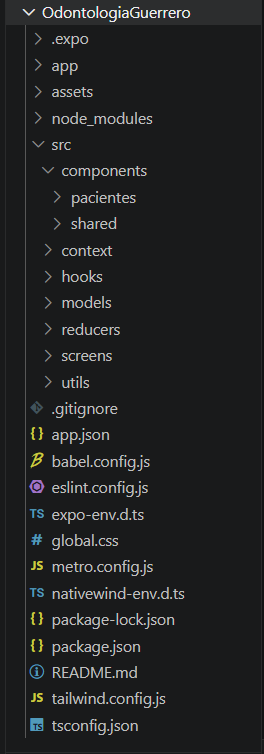 OdontologiaGuerrero
.expo
app
assets
node_modules
src
components
pacientes
shared
context
hooks
models
reducers
screens
utils
.gitignore
{} app.json
babel.config.js
eslint.config.js
TS expo-env.d.ts
# global.css
JS metro.config.js
TS nativewind-env.d.ts
{} package-lock.json
{} package.json
README.md
JS tailwind.config.js
TS tsconfig.json